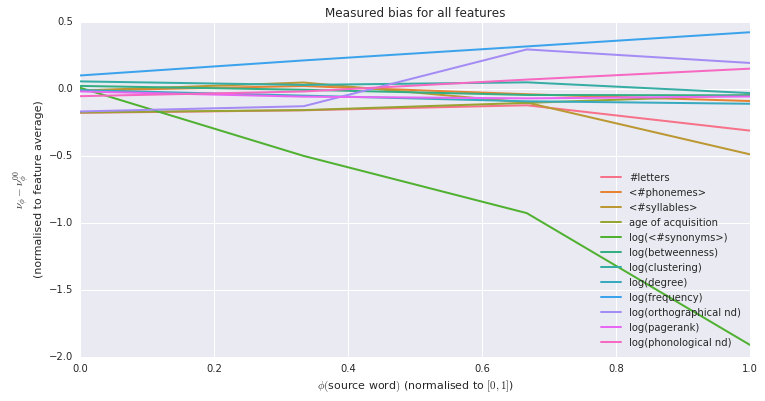 Measured bias for all features
0.5
0.0
−0.5
−1.0
−1.5
−2.0
ν_ϕ − ν_ϕ^00
(normalised to feature average)
#letters
<#phonemes>
<#syllables>
age of acquisition
log(<#synonyms>)
log(betweenness)
log(clustering)
log(degree)
log(frequency)
log(orthographical nd)
log(pagerank)
log(phonological nd)
0.0 0.2 0.4 0.6 0.8 1.0
ϕ(source word) (normalised to [0, 1])